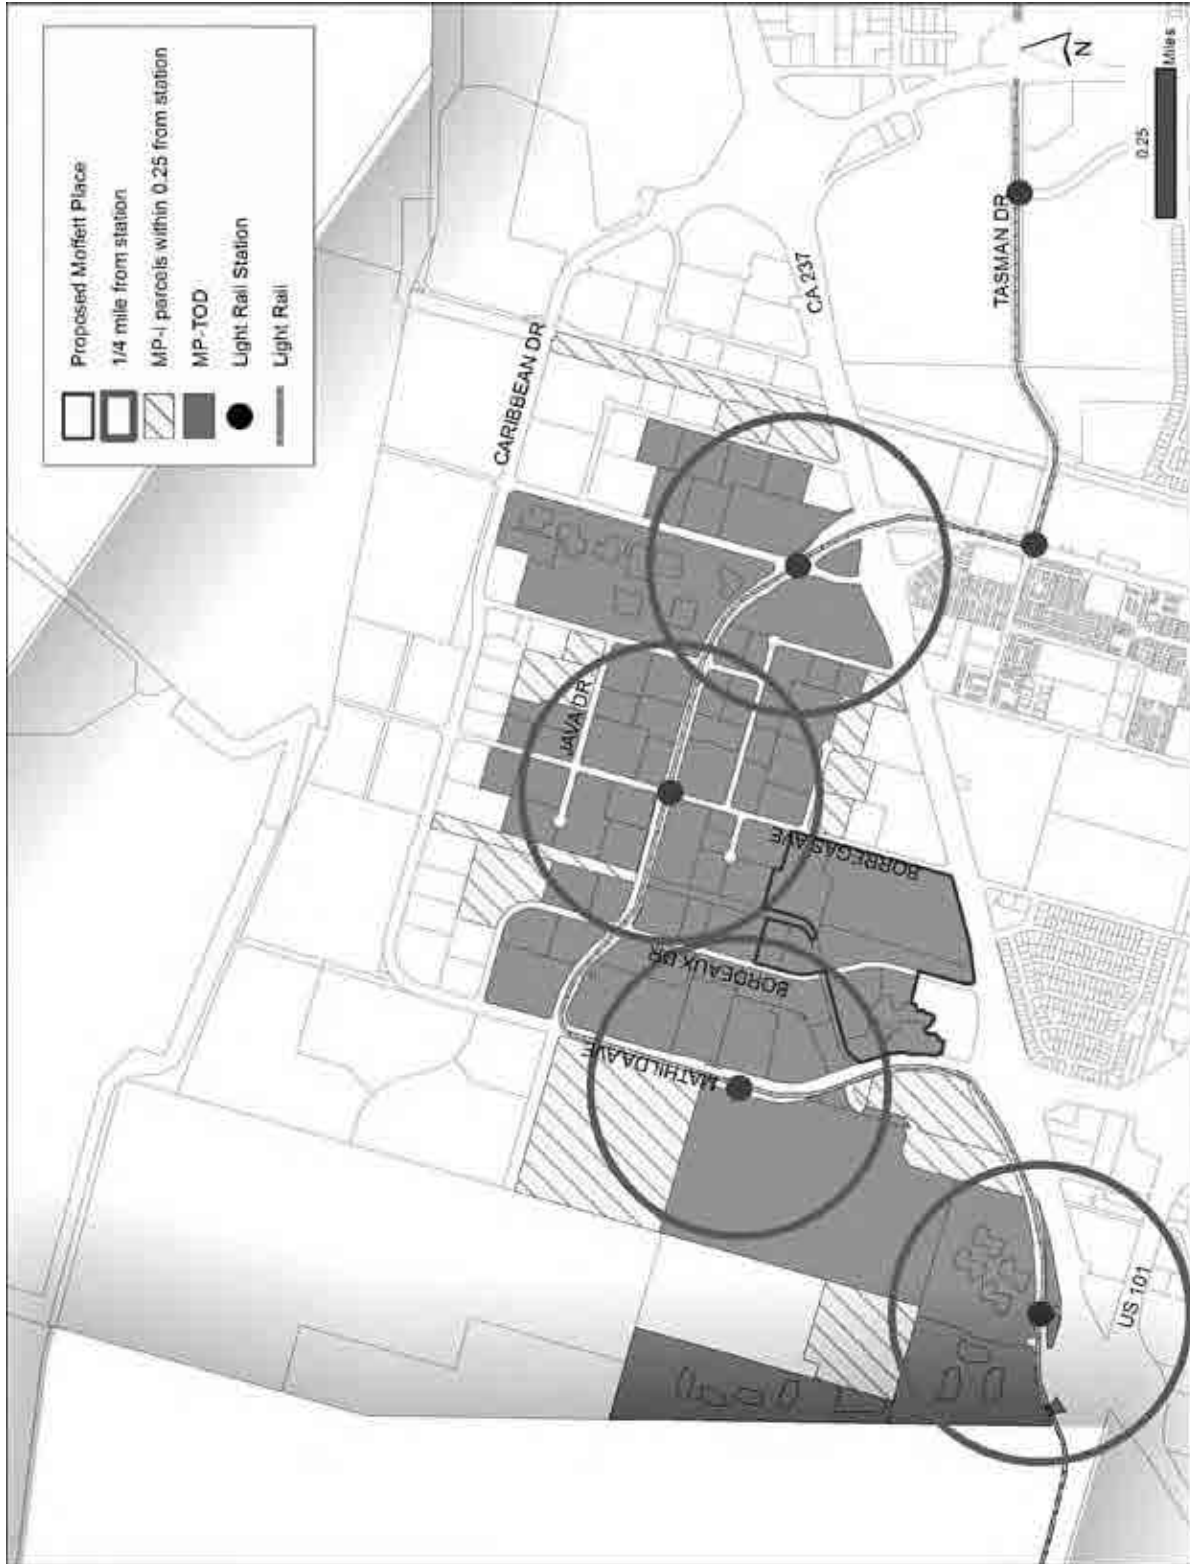 Proposed Moffett Place
1/4 mile from station
MP-I parcels within 0.25 from station
MP-TOD
Light Rail Station
Light Rail
CARIBBEAN DR
CA 237
TASMAN DR
N
0.25
Miles
JAVA DR
BORREGAS AVE
BORDEAUX DR
MATHILDA AVE
US 101